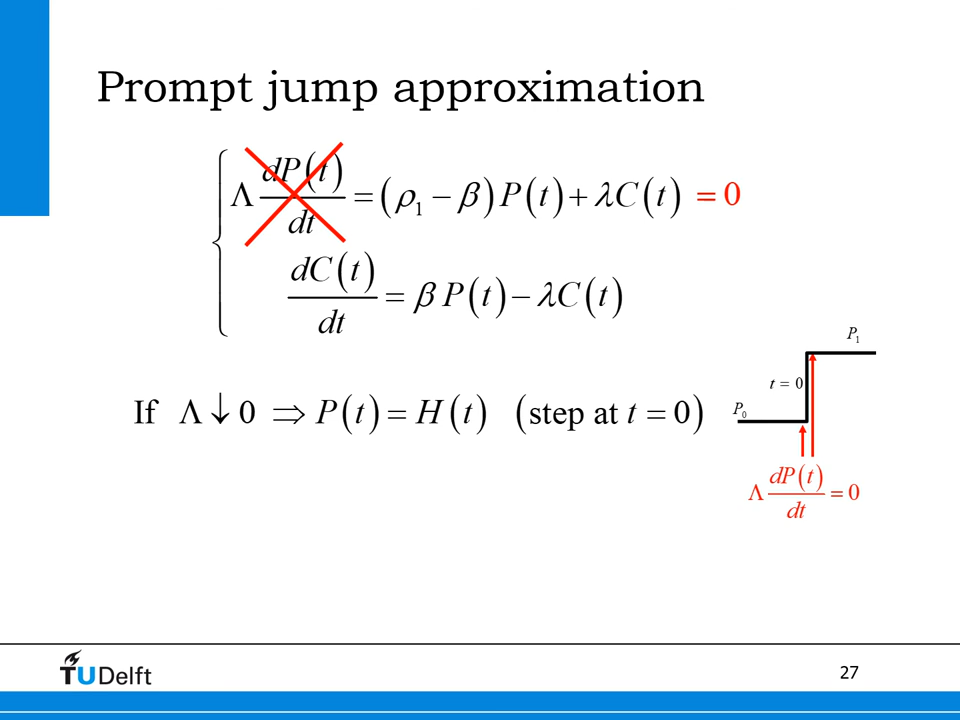 Prompt jump approximation
Λ dP(t)/dt = (ρ₁ − β) P(t) + λC(t) = 0
dC(t)/dt = β P(t) − λC(t)
P₁
t = 0
P₀
If Λ ↓ 0 ⇒ P(t) = H(t) (step at t = 0)
Λ dP(t)/dt = 0
TUDelft
27